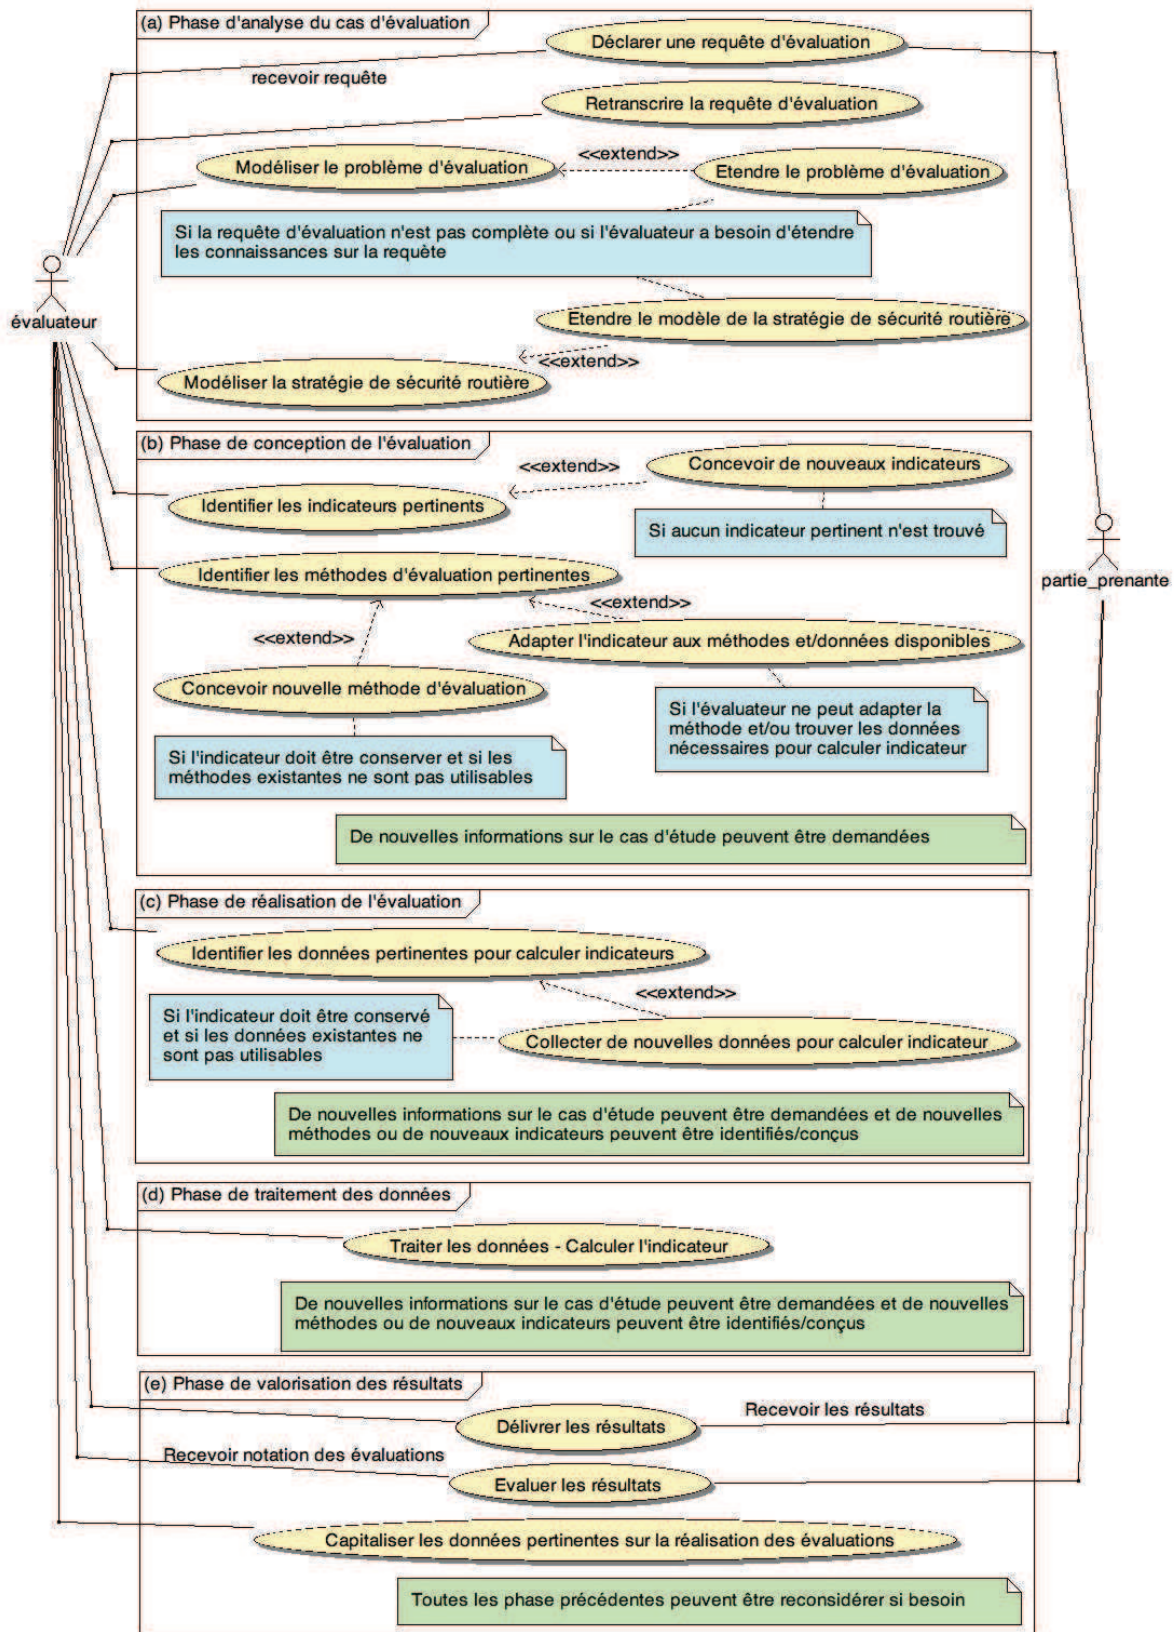 (a) Phase d'analyse du cas d'évaluation
Déclarer une requête d'évaluation
recevoir requête
Retranscrire la requête d'évaluation
<<extend>>
Modéliser le problème d'évaluation
Etendre le problème d'évaluation
Si la requête d'évaluation n'est pas complète ou si l'évaluateur a besoin d'étendre
les connaissances sur la requète
évaluateur
Etendre le modèle de la stratégie de sécurité routière
<<extend>>
Modéliser la stratégie de sécurité routière
(b) Phase de conception de l'évaluation
<<extend>>
Concevoir de nouveaux indicateurs
Identifier les indicateurs pertinents
Si aucun indicateur pertinent n'est trouvé
partie_prenante
Identifier les méthodes d'évaluation pertinentes
<<extend>>
<<extend>>
Adapter l'indicateur aux méthodes et/données disponibles
Concevoir nouvelle méthode d'évaluation
Si l'évaluateur ne peut adapter la
méthode et/ou trouver les données
nécessaires pour calculer indicateur
Si l'indicateur doit être conserver et si les
méthodes existantes ne sont pas utilisables
De nouvelles informations sur le cas d'étude peuvent être demandées
(c) Phase de réalisation de l'évaluation
Identifier les données pertinentes pour calculer indicateurs
<<extend>>
Si l'indicateur doit être conservé
et si les données existantes ne
sont pas utilisables
Collecter de nouvelles données pour calculer indicateur
De nouvelles informations sur le cas d'étude peuvent être demandées et de nouvelles
méthodes ou de nouveaux indicateurs peuvent être identifiés/conçus
(d) Phase de traitement des données
Traiter les données - Calculer l'indicateur
De nouvelles informations sur le cas d'étude peuvent être demandées et de nouvelles
méthodes ou de nouveaux indicateurs peuvent être identifiés/conçus
(e) Phase de valorisation des résultats
Délivrer les résultats
Recevoir les résultats
Recevoir notation des évaluations
Evaluer les résultats
Capitaliser les données pertinentes sur la réalisation des évaluations
Toutes les phase précédentes peuvent être reconsidérer si besoin